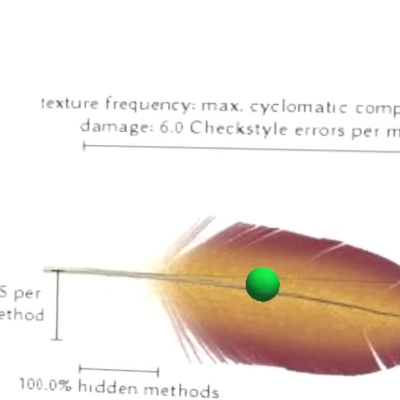 texture frequency: max. cyclomatic comp
damage: 6.0 Checkstyle errors per m
S per
ethod
100.0% hidden methods